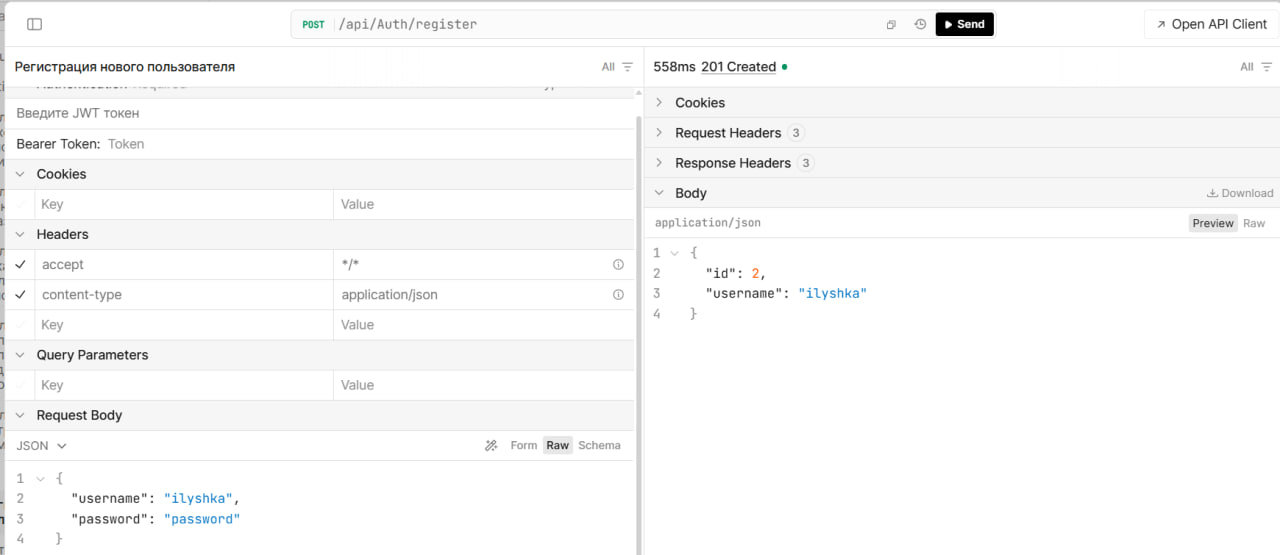 POST /api/Auth/register Send Open API Client
Регистрация нового пользователя All
Введите JWT токен
Bearer Token: Token
Cookies
Key Value
Headers
accept */*
content-type application/json
Key Value
Query Parameters
Key Value
Request Body
JSON Form Raw Schema
1 {
2 "username": "ilyshka",
3 "password": "password"
4 }
558ms 201 Created All
Cookies
Request Headers 3
Response Headers 3
Body Download
application/json Preview Raw
1 {
2 "id": 2,
3 "username": "ilyshka"
4 }